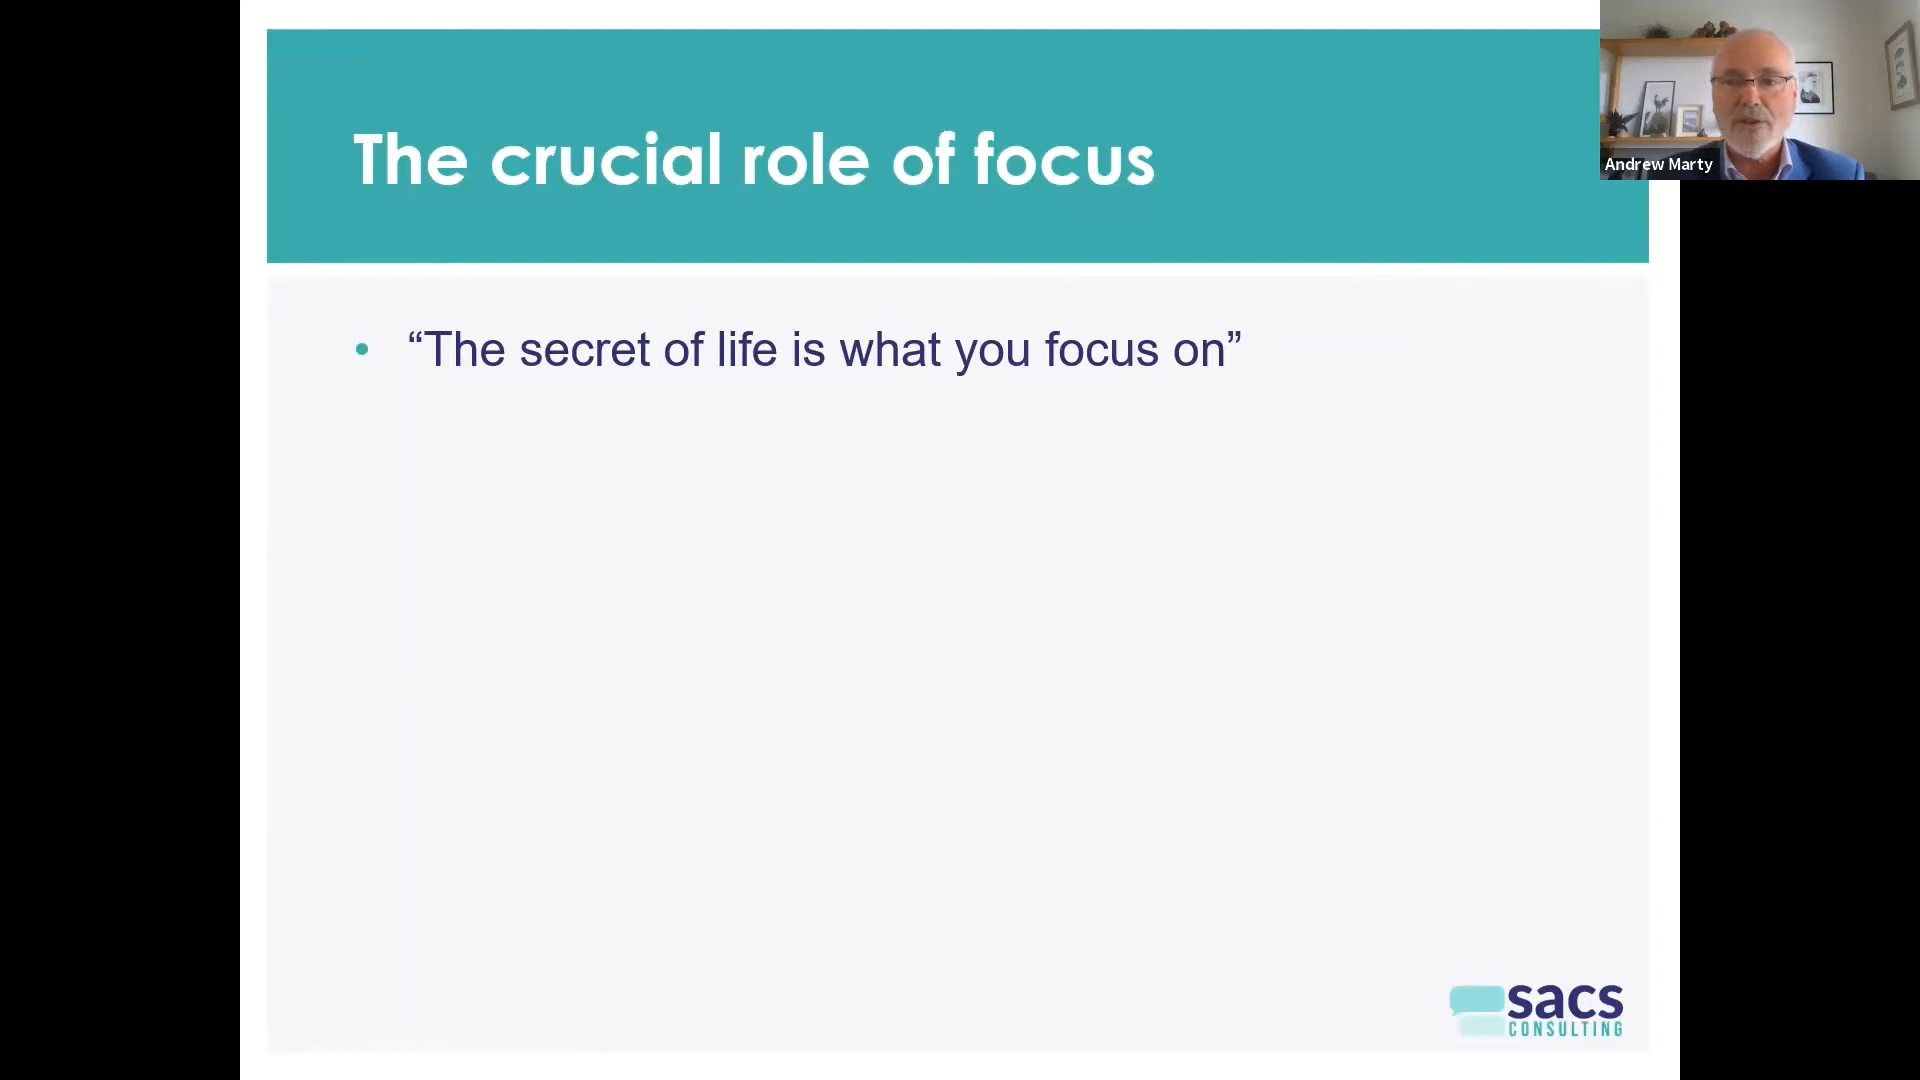 The crucial role of focus
Andrew Marty
• “The secret of life is what you focus on”
sacs
CONSULTING